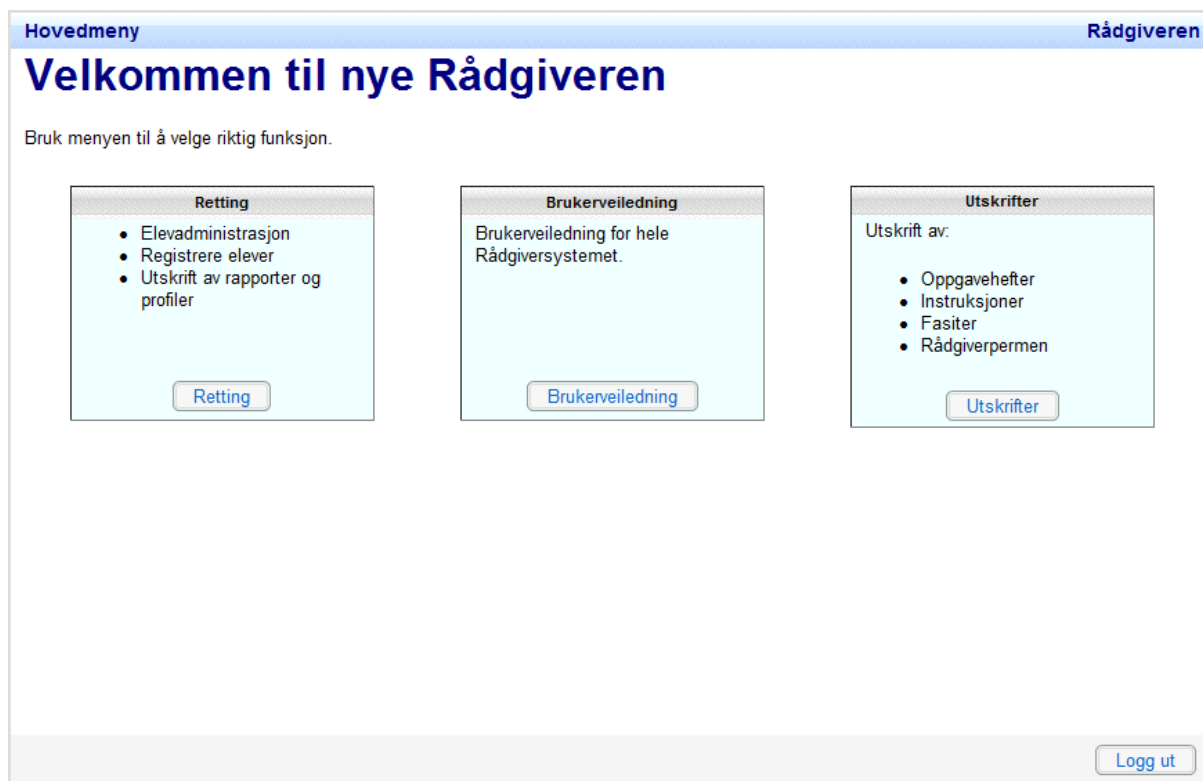 Hovedmeny
Rådgiveren
Velkommen til nye Rådgiveren
Bruk menyen til å velge riktig funksjon.
Retting
• Elevadministrasjon
• Registrere elever
• Utskrift av rapporter og
profiler
Retting
Brukerveiledning
Brukerveiledning for hele
Rådgiversystemet.
Brukerveiledning
Utskrifter
Utskrift av:
• Oppgavehefter
• Instruksjoner
• Fasiter
• Rådgiverpermen
Utskrifter
Logg ut